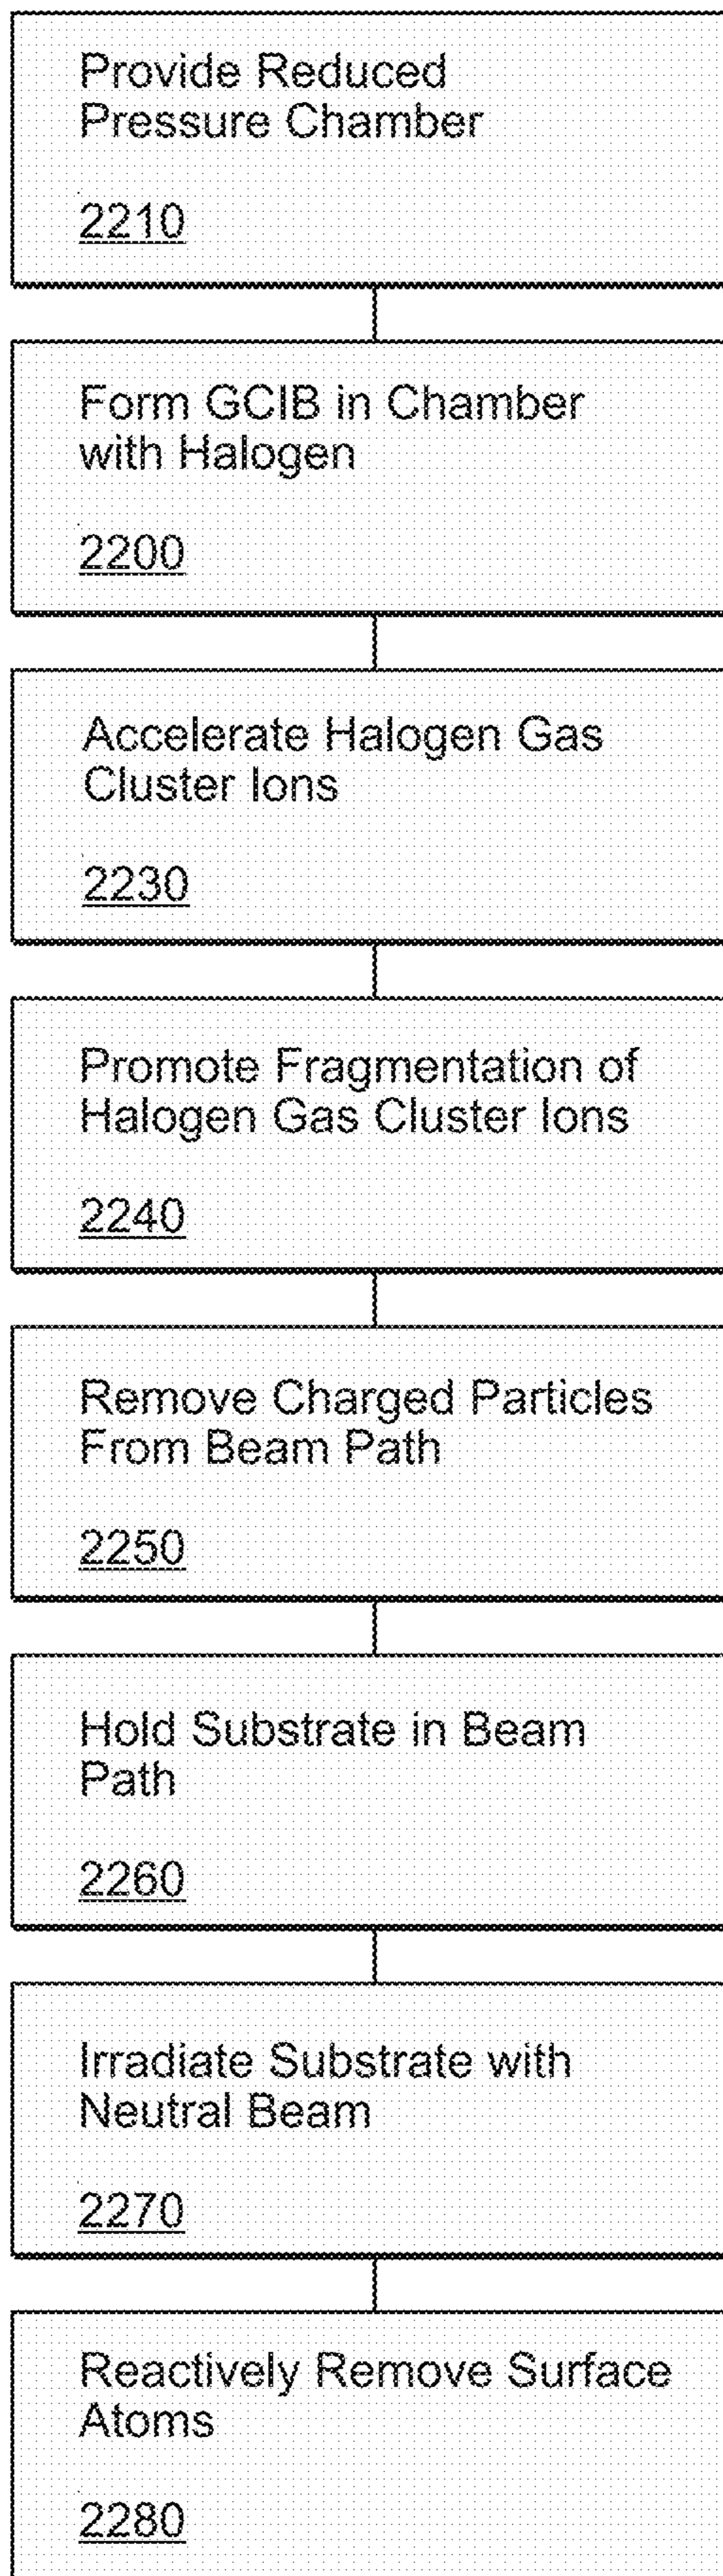 Provide Reduced
Pressure Chamber
2210
Form GCIB in Chamber
with Halogen
2200
Accelerate Halogen Gas
Cluster Ions
2230
Promote Fragmentation of
Halogen Gas Cluster Ions
2240
Remove Charged Particles
From Beam Path
2250
Hold Substrate in Beam
Path
2260
Irradiate Substrate with
Neutral Beam
2270
Reactively Remove Surface
Atoms
2280